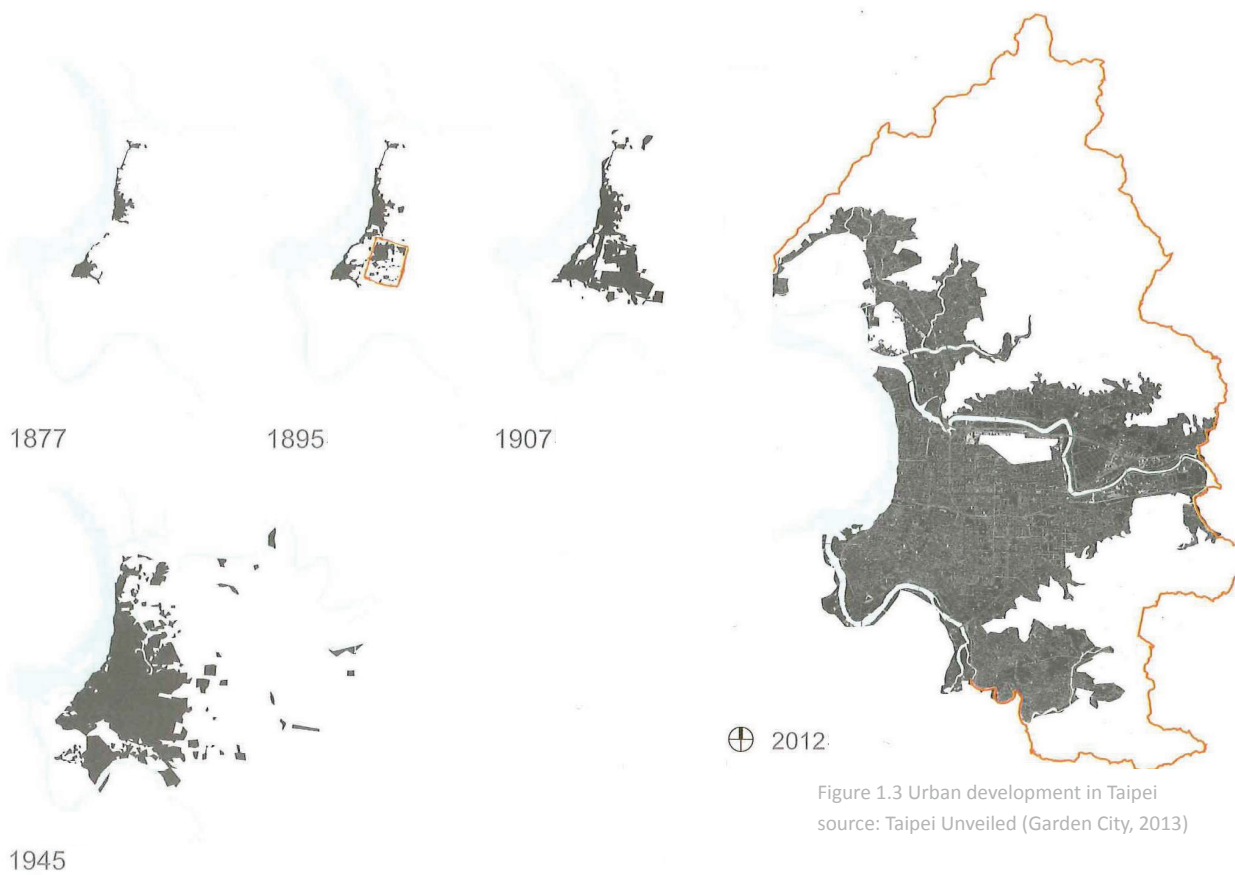 1877
1895
1907
1945
2012
Figure 1.3 Urban development in Taipei
source: Taipei Unveiled (Garden City, 2013)